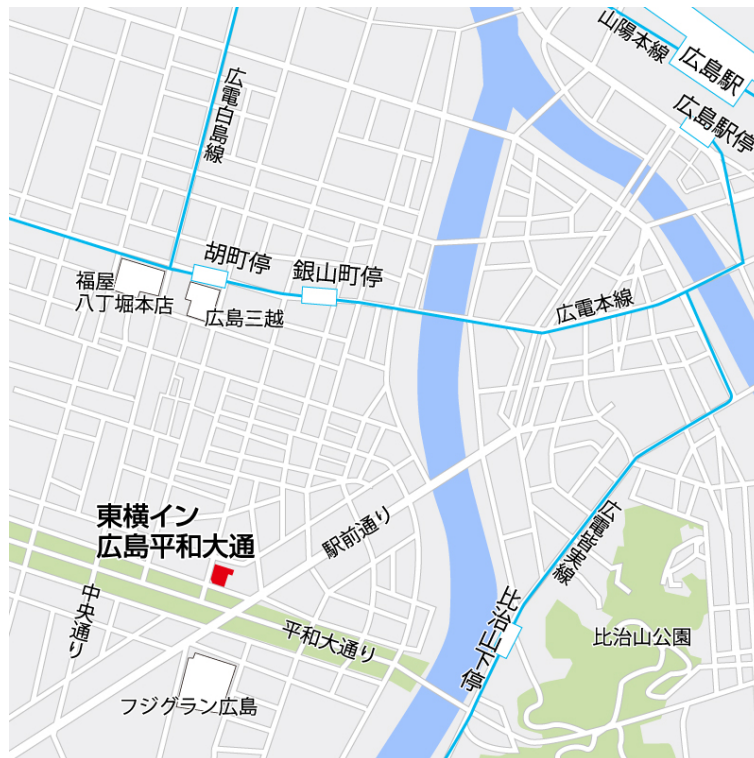 山陽本線
広島駅
広島駅停
広電白島線
胡町停
銀山町停
福屋
八丁堀本店
広島三越
広電本線
東横イン
広島平和大通
駅前通り
広電皆実線
中央通り
平和大通り
比治山下停
比治山公園
フジグラン広島